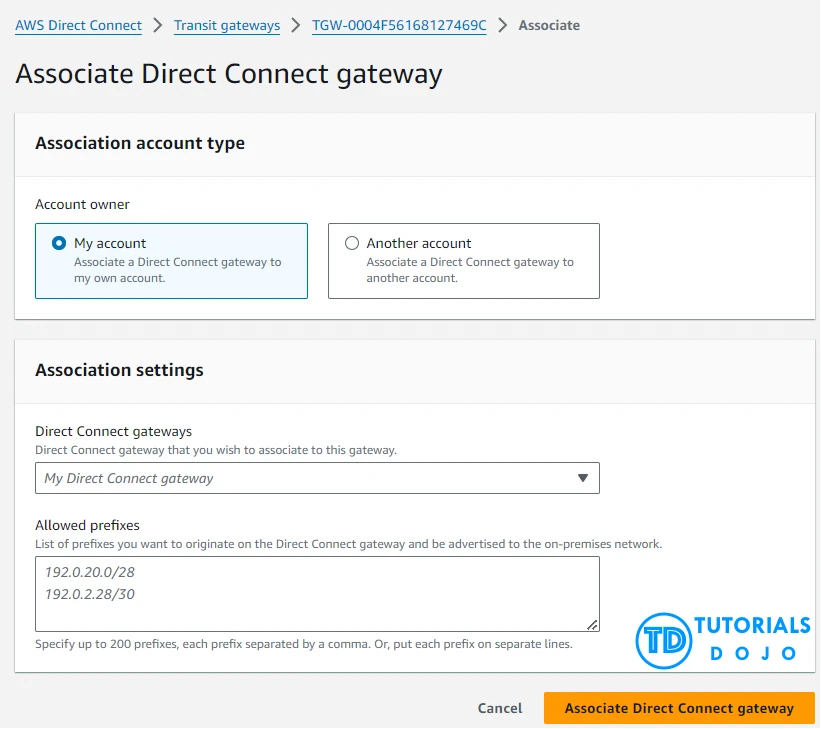 AWS Direct Connect > Transit gateways > TGW-0004F56168127469C > Associate
Associate Direct Connect gateway
Association account type
Account owner
My account
Associate a Direct Connect gateway to
my own account.
Another account
Associate a Direct Connect gateway to
another account.
Association settings
Direct Connect gateways
Direct Connect gateway that you wish to associate to this gateway.
My Direct Connect gateway
Allowed prefixes
List of prefixes you want to originate on the Direct Connect gateway and be advertised to the on-premises network.
192.0.20.0/28
192.0.2.28/30
Specify up to 200 prefixes, each prefix separated by a comma. Or, put each prefix on separate lines.
TD
TUTORIALS
DOJO
Cancel
Associate Direct Connect gateway